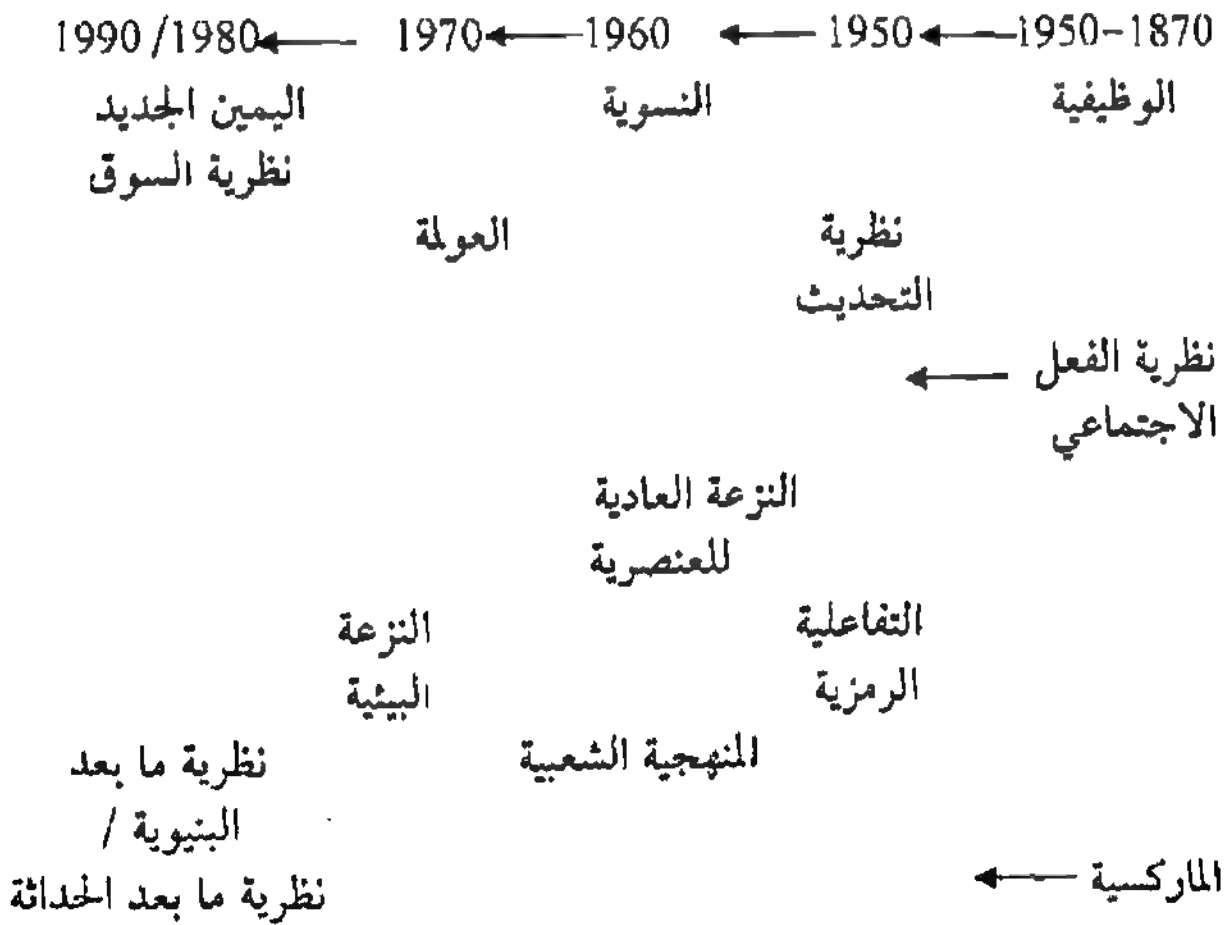 1950-1870 ← 1950 ← 1960 ← 1970 ← 1980/ 1990
الوظيفية النسوية اليمين الجديد
نظرية السوق
نظرية العولمة
التحديث
نظرية الفعل ←
الاجتماعي
النزعة العادية
للعنصرية
التفاعلية النزعة
الرمزية البيئية
المنهجية الشعبية نظرية ما بعد
البنيوية /
الماركسية ← نظرية ما بعد الحداثة